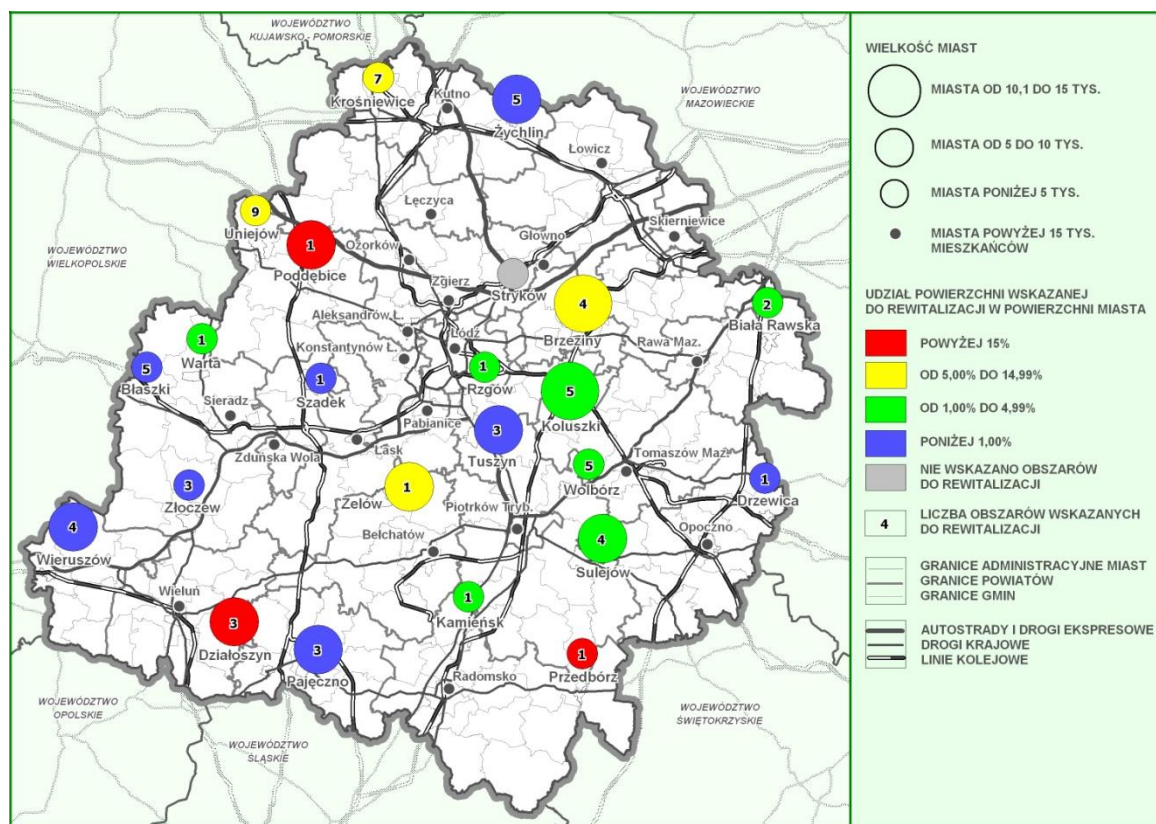 WOJEWÓDZTWO
KUJAWSKO - POMORSKIE
7
Krośniewice
Kutno
5
Żychlin
WOJEWÓDZTWO
MAZOWIECKIE
Łowicz
Łęczyca
9
Uniejów
Skierniewice
WOJEWÓDZTWO
WIELKOPOLSKIE
1
Poddębice
Ozorków
Głowno
Stryków
Zgierz
4
Brzeziny
2
Biała Rawska
Aleksandrów Ł.
1
Warta
Konstantynów Ł.
Łódź
Rawa Maz.
5
Błaszki
1
Szadek
1
Rzgów
5
Koluszki
Sieradz
Pabianice
3
Tuszyn
Zduńska Wola
Łask
5
Wolbórz
Tomaszów Maz.
1
Drzewica
3
Złoczew
1
Zelów
Piotrków Tryb.
4
Wieruszów
Bełchatów
4
Sulejów
Opoczno
Wieluń
1
Kamieńsk
3
Działoszyn
3
Pajęczno
1
Przedbórz
Radomsko
WOJEWÓDZTWO
OPOLSKIE
WOJEWÓDZTWO
ŚLĄSKIE
WOJEWÓDZTWO
ŚWIĘTOKRZYSKIE
WIELKOŚĆ MIAST
MIASTA OD 10,1 DO 15 TYS.
MIASTA OD 5 DO 10 TYS.
MIASTA PONIŻEJ 5 TYS.
MIASTA POWYŻEJ 15 TYS.
MIESZKAŃCÓW
UDZIAŁ POWIERZCHNI WSKAZANEJ
DO REWITALIZACJI W POWIERZCHNI MIASTA
POWYŻEJ 15%
OD 5,00% DO 14,99%
OD 1,00% DO 4,99%
PONIŻEJ 1,00%
NIE WSKAZANO OBSZARÓW
DO REWITALIZACJI
4
LICZBA OBSZARÓW WSKAZANYCH
DO REWITALIZACJI
GRANICE ADMINISTRACYJNE MIAST
GRANICE POWIATÓW
GRANICE GMIN
AUTOSTRADY I DROGI EKSPRESOWE
DROGI KRAJOWE
LINIE KOLEJOWE